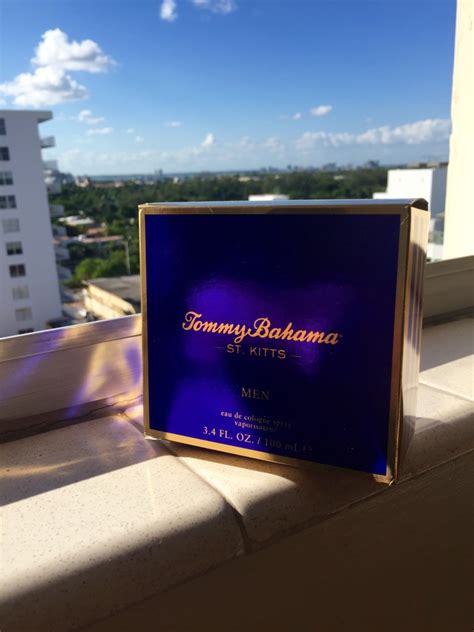 Tommy Bahama
ST. KITTS
MEN
eau de cologne spray
vaporisateur
3.4 FL. OZ. / 100 mL ℮